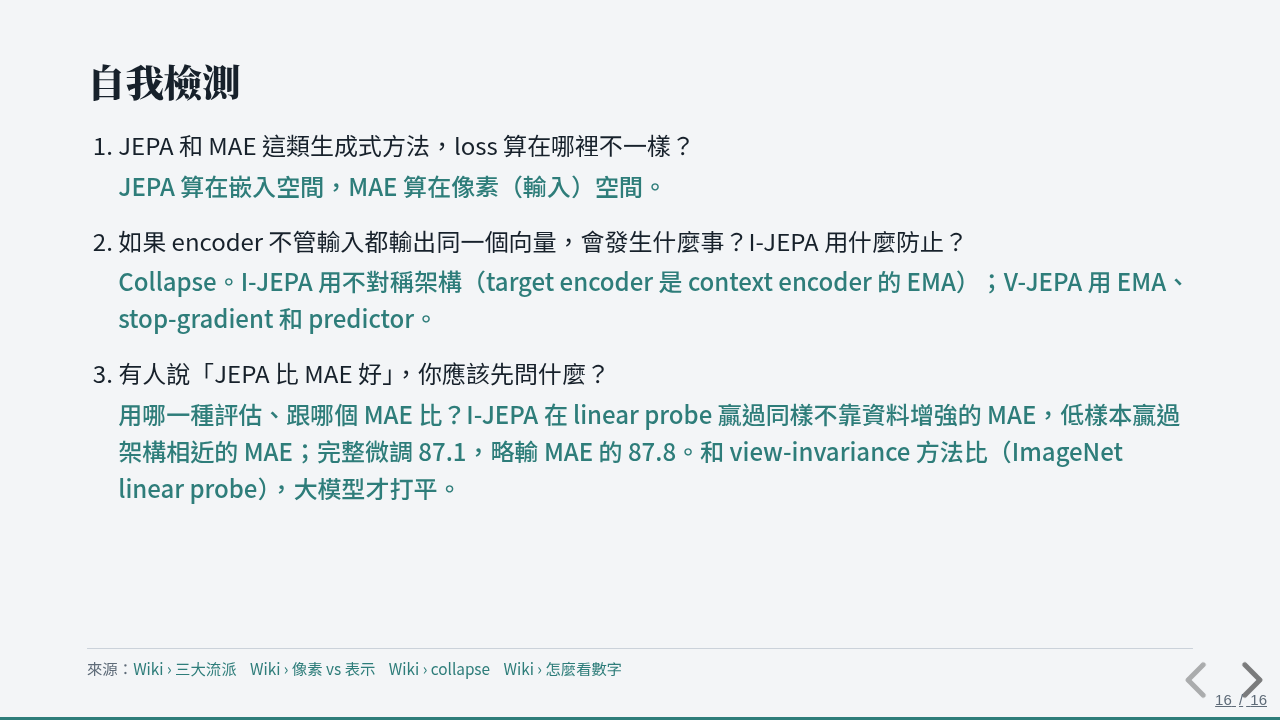 自我檢測
1. JEPA 和 MAE 這類生成式方法，loss 算在哪裡不一樣？
JEPA 算在嵌入空間，MAE 算在像素（輸入）空間。
2. 如果 encoder 不管輸入都輸出同一個向量，會發生什麼事？I-JEPA 用什麼防止？
Collapse。I-JEPA 用不對稱架構（target encoder 是 context encoder 的 EMA）；V-JEPA 用 EMA、
stop-gradient 和 predictor。
3. 有人說「JEPA 比 MAE 好」，你應該先問什麼？
用哪一種評估、跟哪個 MAE 比？I-JEPA 在 linear probe 贏過同樣不靠資料增強的 MAE，低樣本贏過
架構相近的 MAE；完整微調 87.1，略輸 MAE 的 87.8。和 view-invariance 方法比（ImageNet
linear probe），大模型才打平。
來源：Wiki › 三大流派 Wiki › 像素 vs 表示 Wiki › collapse Wiki › 怎麼看數字
16 / 16